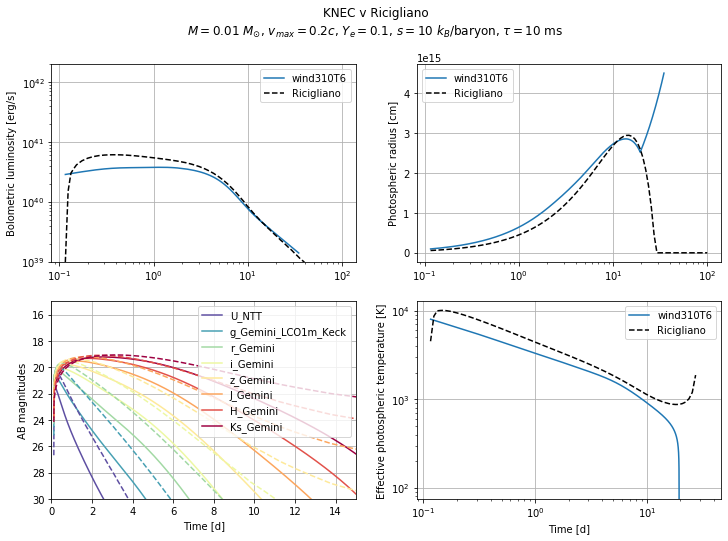 KNEC v Ricigliano
M = 0.01 M⊙, vmax = 0.2c, Ye = 0.1, s = 10 kB/baryon, τ = 10 ms
Bolometric luminosity [erg/s]
10^42
10^41
10^40
10^39
10^-1 10^0 10^1 10^2
wind310T6
Ricigliano
1e15
Photospheric radius [cm]
4
3
2
1
0
10^-1 10^0 10^1 10^2
wind310T6
Ricigliano
AB magnitudes
16
18
20
22
24
26
28
30
0 2 4 6 8 10 12 14
Time [d]
U_NTT
g_Gemini_LCO1m_Keck
r_Gemini
i_Gemini
z_Gemini
J_Gemini
H_Gemini
Ks_Gemini
Effective photospheric temperature [K]
10^4
10^3
10^2
10^-1 10^0 10^1
Time [d]
wind310T6
Ricigliano